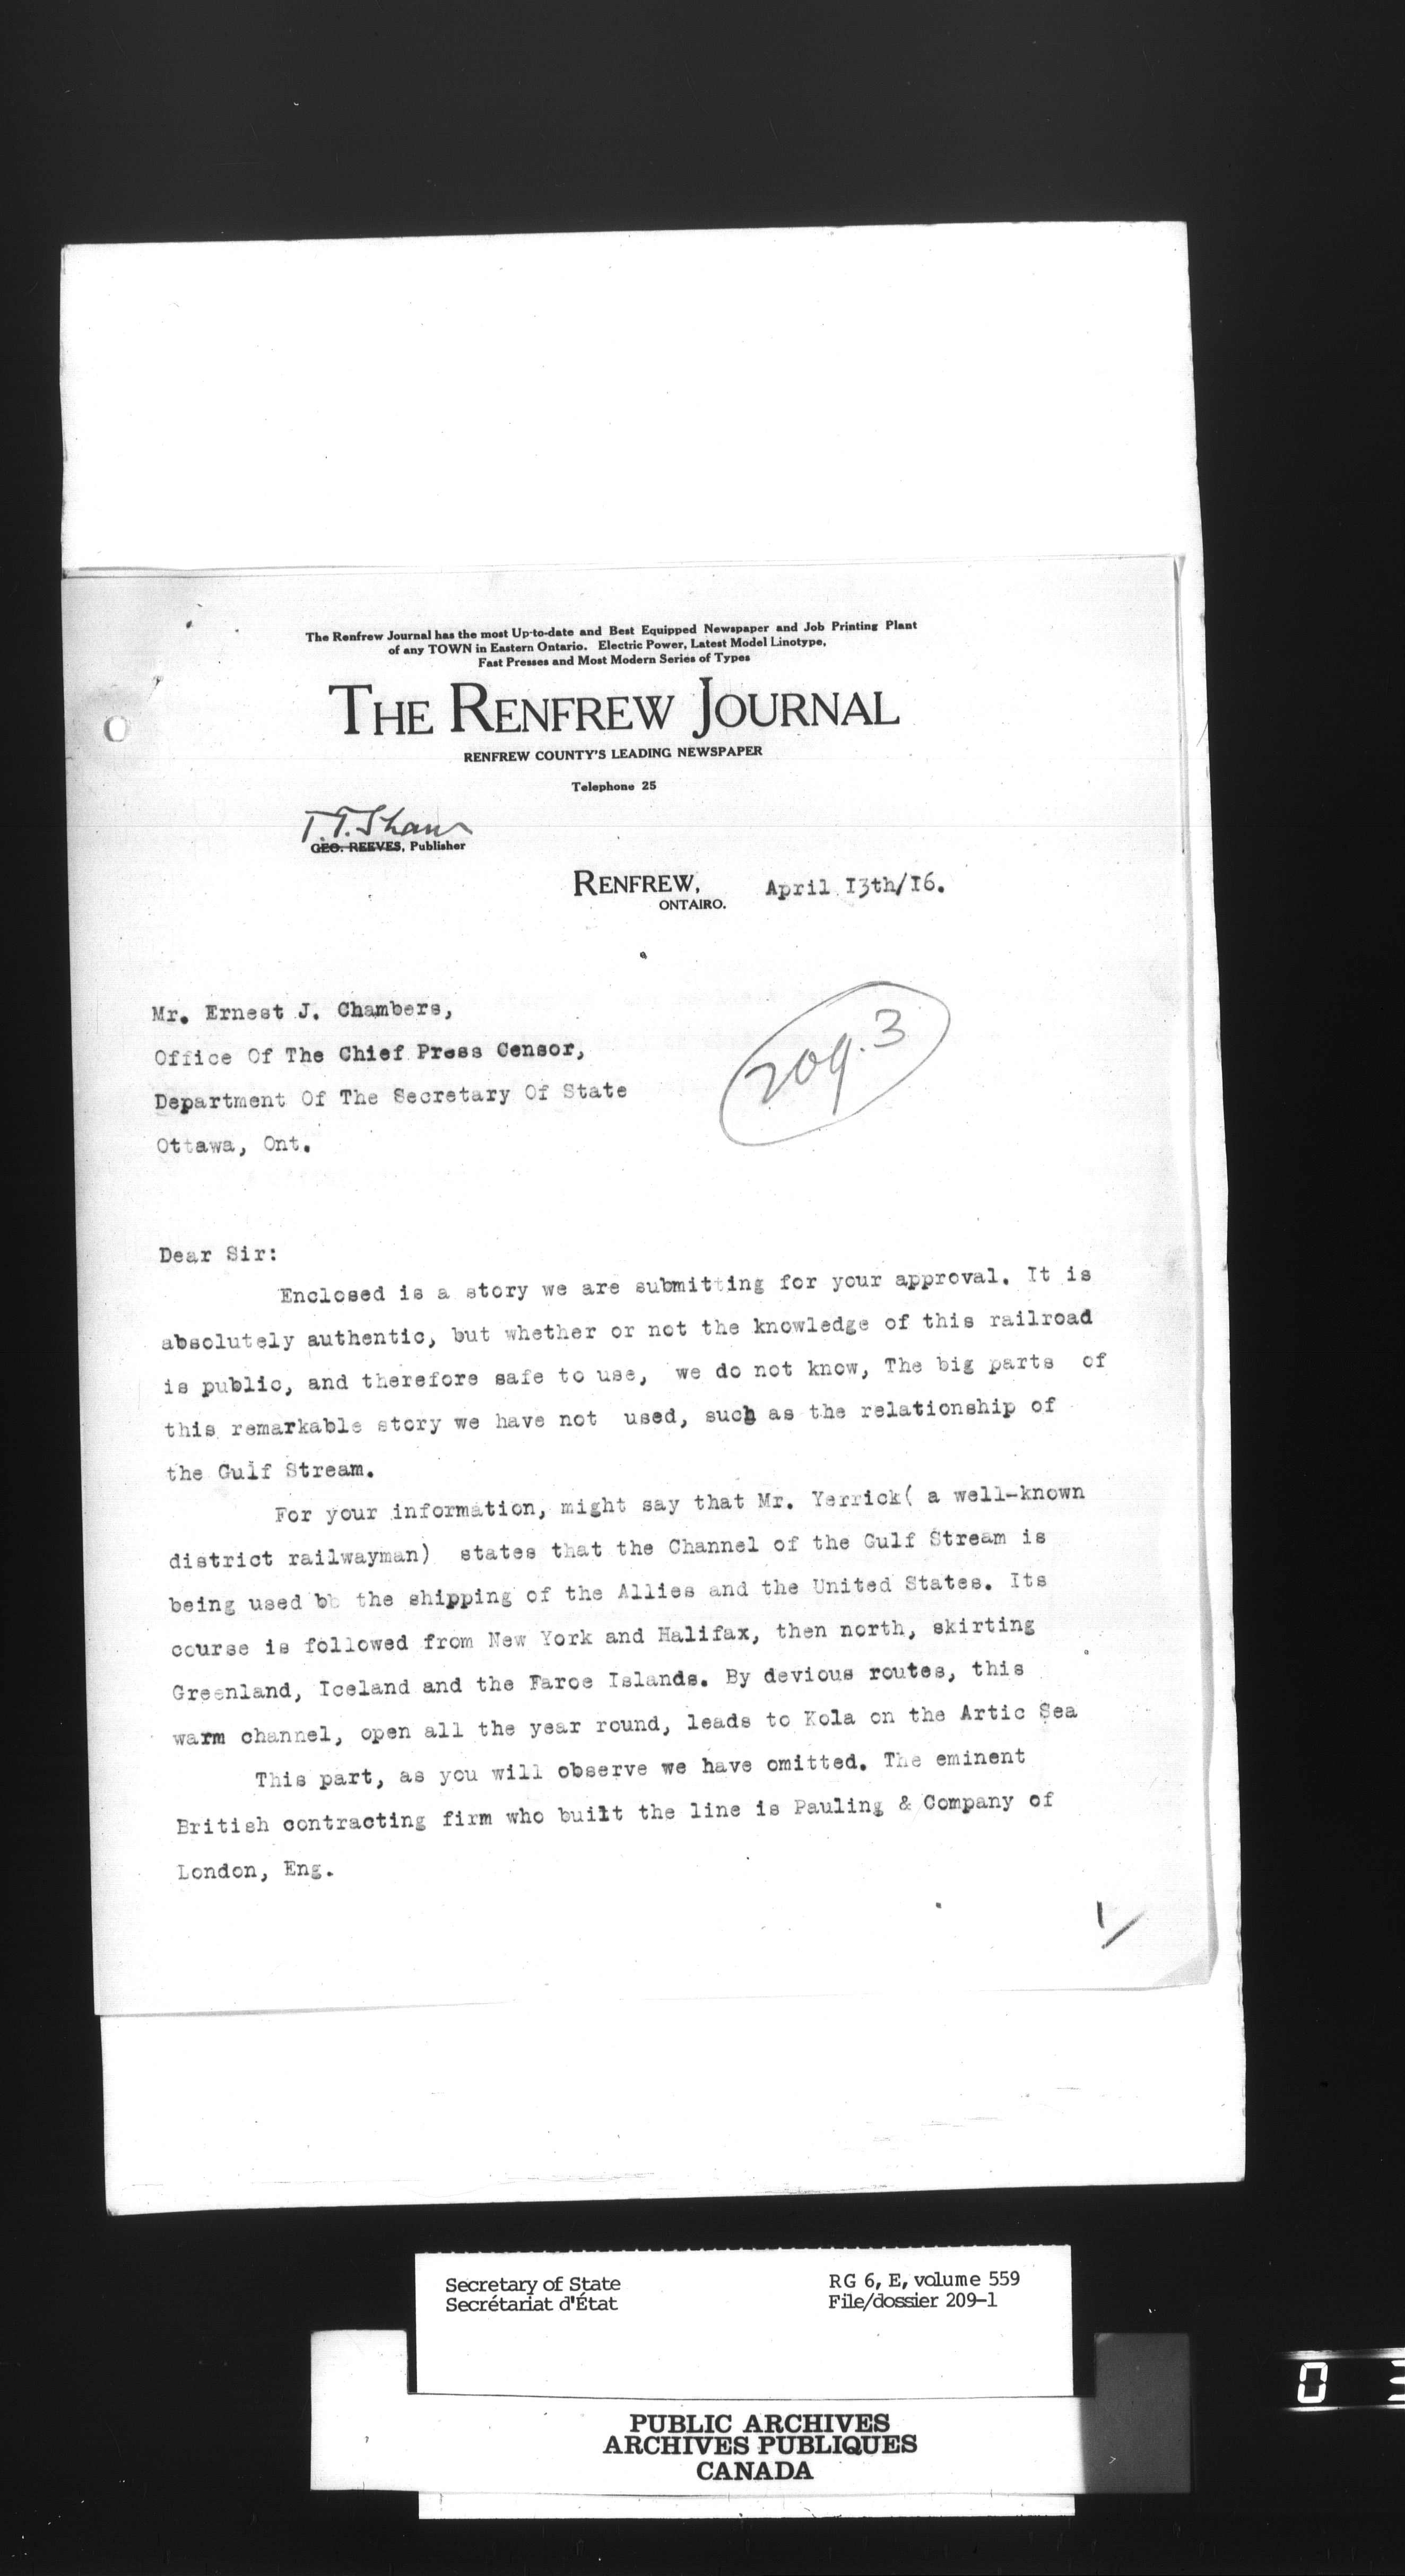 The Renfrew Journal has the most Up-to-date and Best Equipped Newspaper and Job Printing Plant
of any TOWN in Eastern Ontario. Electric Power, Latest Model Linotype,
Fast Presses and Most Modern Series of Types
THE RENFREW JOURNAL
RENFREW COUNTY'S LEADING NEWSPAPER
Telephone 25
T.T. Shaw
GEO. REEVES, Publisher
RENFREW, April 13th/16.
ONTAIRO.
209.3
Mr. Ernest J. Chambers,
Office Of The Chief Press Censor,
Department Of The Secretary Of State
Ottawa, Ont.
Dear Sir:
Enclosed is a story we are submitting for your approval. It is
absolutely authentic, but whether or not the knowledge of this railroad
is public, and therefore safe to use, we do not know, The big parts of
this remarkable story we have not used, such as the relationship of
the Gulf Stream.
For your information, might say that Mr. Yerrick( a well-known
district railwayman) states that the Channel of the Gulf Stream is
being used bb the shipping of the Allies and the United States. Its
course is followed from New York and Halifax, then north, skirting
Greenland, Iceland and the Faroe Islands. By devious routes, this
warm channel, open all the year round, leads to Kola on the Artic Sea
This part, as you will observe we have omitted. The eminent
British contracting firm who built the line is Pauling & Company of
London, Eng.
1/
Secretary of State
Secrétariat d'État
RG 6, E, volume 559
File/dossier 209-1
PUBLIC ARCHIVES
ARCHIVES PUBLIQUES
CANADA
0